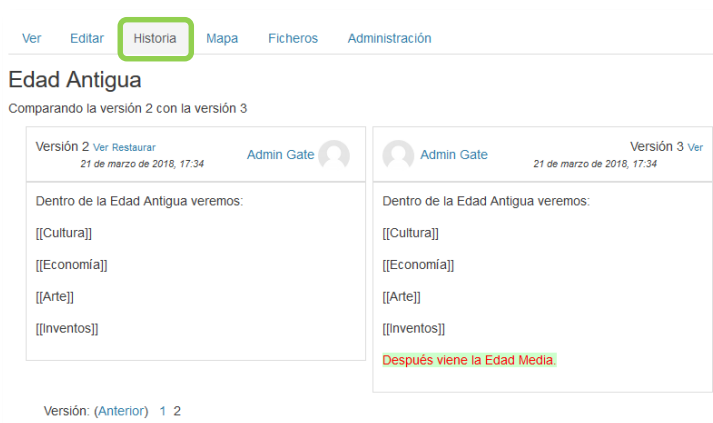 Ver Editar Historia Mapa Ficheros Administración
Edad Antigua
Comparando la versión 2 con la versión 3
Versión 2 Ver Restaurar
21 de marzo de 2018, 17:34
Admin Gate
Dentro de la Edad Antigua veremos:
[[Cultura]]
[[Economía]]
[[Arte]]
[[Inventos]]
Admin Gate
Versión 3 Ver
21 de marzo de 2018, 17:34
Dentro de la Edad Antigua veremos:
[[Cultura]]
[[Economía]]
[[Arte]]
[[Inventos]]
Después viene la Edad Media.
Versión: (Anterior) 1 2